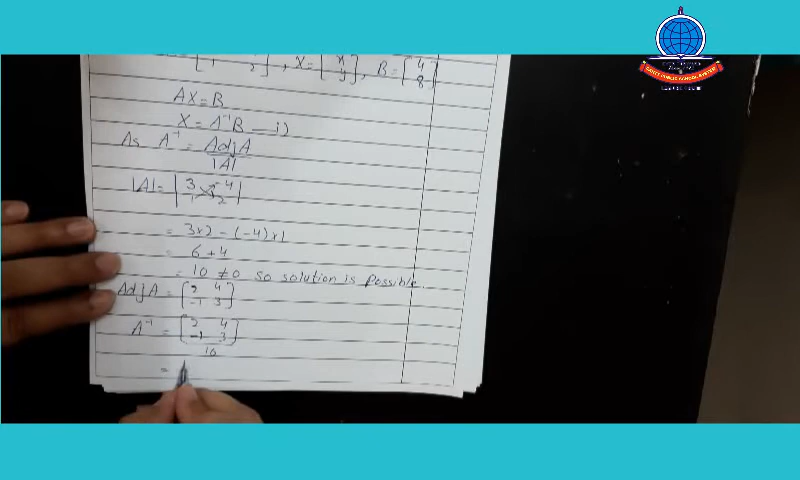 , X = [x y], B = [4 8]
AX = B
X = A⁻¹B — i)
As A⁻¹ = Adj A / |A|
|A| = |3 -4 1 2|
= 3×2 - (-4)×1
= 6 + 4
= 10 ≠ 0 so solution is possible.
Adj A = [2 4 -1 3]
A⁻¹ = [2 4 -1 3] / 10
=